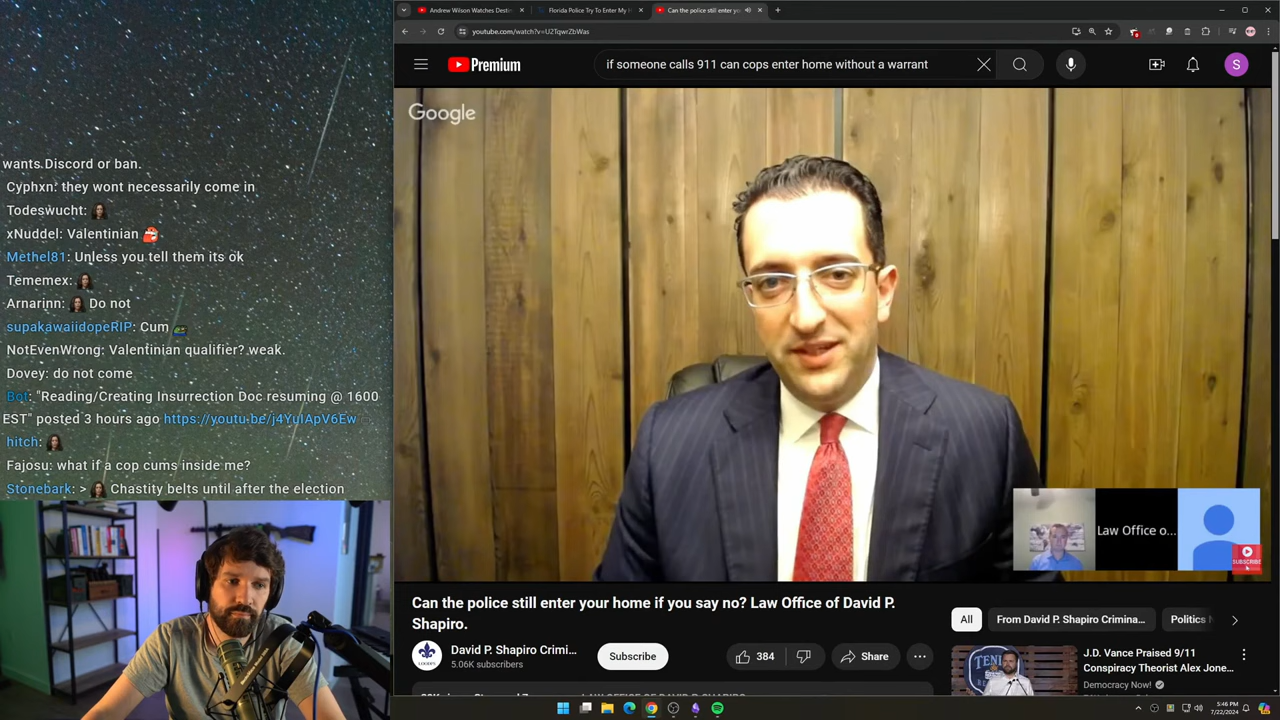 Andrew Wilson Watches Desti
Florida Police Try To Enter My H
Can the police still enter yo
youtube.com/watch?v=U2TqwrZbWas
Premium
if someone calls 911 can cops enter home without a warrant
S
Google
wants.Discord or ban.
Cyphxn: they wont necessarily come in
Todeswucht:
xNuddel: Valentinian
Methel81: Unless you tell them its ok
Tememex:
Arnarinn: Do not
supakawaiidopeRIP: Cum
NotEvenWrong: Valentinian qualifier? weak.
Dovey: do not come
Bot: "Reading/Creating Insurrection Doc resuming @ 1600
EST" posted 3 hours ago https://youtu.be/j4YuIApV6Ew
hitch:
Fajosu: what if a cop cums inside me?
Stonebark: > Chastity belts until after the election
Law Office o...
SUBSCRIBE
Can the police still enter your home if you say no? Law Office of David P.
Shapiro.
David P. Shapiro Crimi...
5.06K subscribers
Subscribe
384
Share
All
From David P. Shapiro Crimina...
Politics
J.D. Vance Praised 9/11
Conspiracy Theorist Alex Jone...
Democracy Now!
5:46 PM
7/22/2024